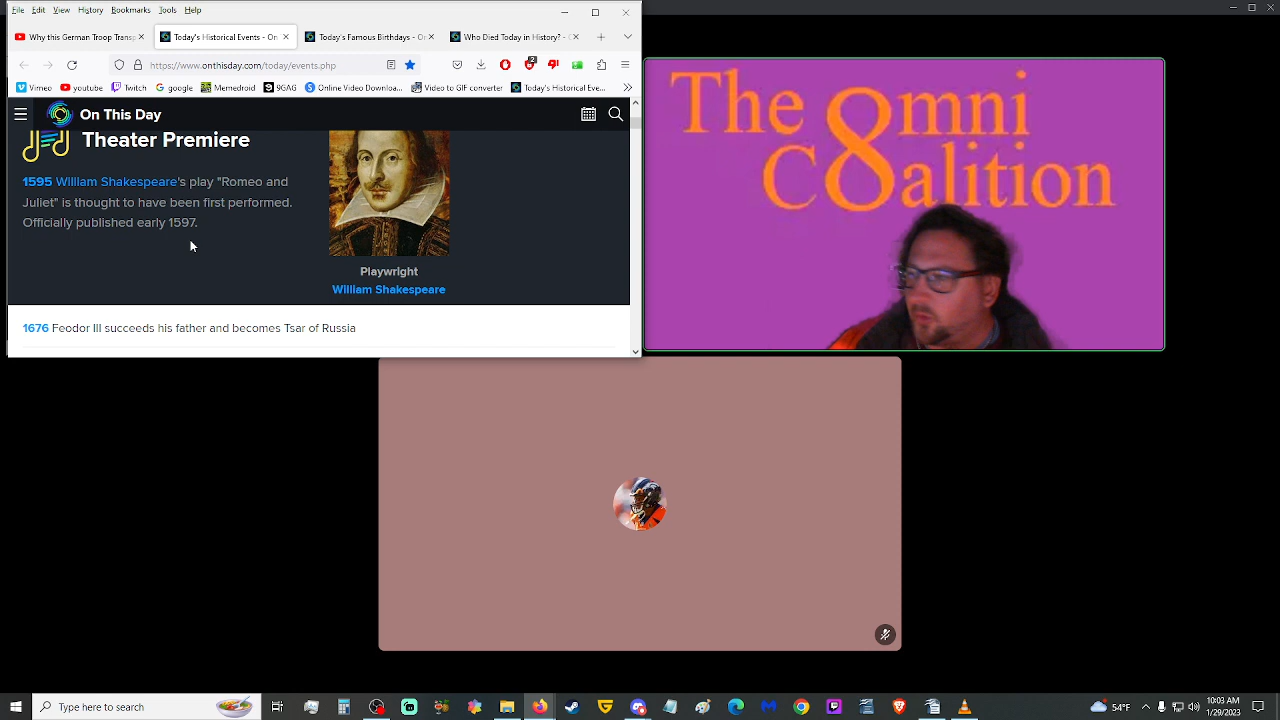 File Edit View History Bookmarks Tools Help
Why this German Troop Transp
Today's Historical Events - On
Today's Famous Birthdays - On
Who Died Today in History? - O
https://www.onthisday.com/today/events.php
2
Vimeo youtube Twitch google Memedroid 9GAG Online Video Downloa... Video to GIF converter Today's Historical Eve...
On This Day
Theater Premiere
1595 William Shakespeare's play "Romeo and
Juliet" is thought to have been first performed.
Officially published early 1597.
Playwright
William Shakespeare
1676 Feodor III succeeds his father and becomes Tsar of Russia
The 8mni
C8alition
Type here to search
54°F
10:03 AM
1/29/2023